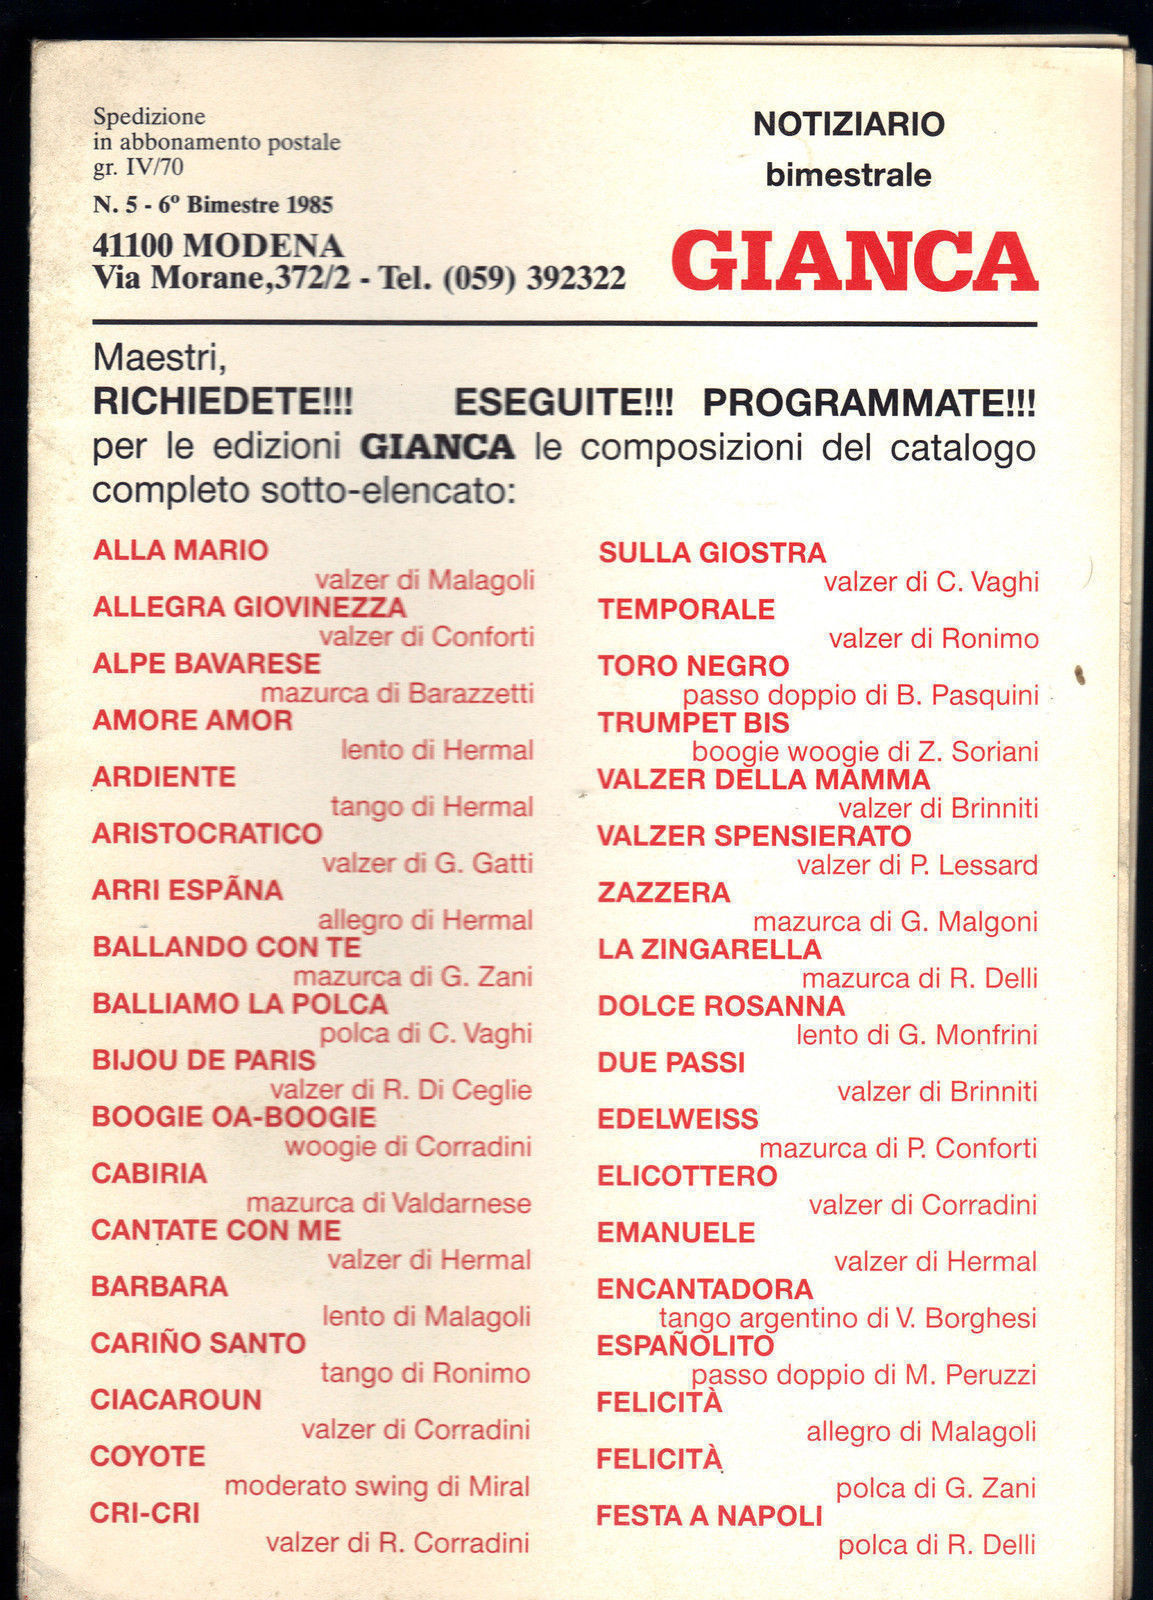 Spedizione
in abbonamento postale
gr. IV/70
N. 5 - 6º Bimestre 1985
41100 MODENA
Via Morane,372/2 - Tel. (059) 392322
NOTIZIARIO
bimestrale
GIANCA
Maestri,
RICHIEDETE!!! ESEGUITE!!! PROGRAMMATE!!!
per le edizioni GIANCA le composizioni del catalogo
completo sotto-elencato:
ALLA MARIO
valzer di Malagoli
ALLEGRA GIOVINEZZA
valzer di Conforti
ALPE BAVARESE
mazurca di Barazzetti
AMORE AMOR
lento di Hermal
ARDIENTE
tango di Hermal
ARISTOCRATICO
valzer di G. Gatti
ARRI ESPÃNA
allegro di Hermal
BALLANDO CON TE
mazurca di G. Zani
BALLIAMO LA POLCA
polca di C. Vaghi
BIJOU DE PARIS
valzer di R. Di Ceglie
BOOGIE OA-BOOGIE
woogie di Corradini
CABIRIA
mazurca di Valdarnese
CANTATE CON ME
valzer di Hermal
BARBARA
lento di Malagoli
CARIÑO SANTO
tango di Ronimo
CIACAROUN
valzer di Corradini
COYOTE
moderato swing di Miral
CRI-CRI
valzer di R. Corradini
SULLA GIOSTRA
valzer di C. Vaghi
TEMPORALE
valzer di Ronimo
TORO NEGRO
passo doppio di B. Pasquini
TRUMPET BIS
boogie woogie di Z. Soriani
VALZER DELLA MAMMA
valzer di Brinniti
VALZER SPENSIERATO
valzer di P. Lessard
ZAZZERA
mazurca di G. Malgoni
LA ZINGARELLA
mazurca di R. Delli
DOLCE ROSANNA
lento di G. Monfrini
DUE PASSI
valzer di Brinniti
EDELWEISS
mazurca di P. Conforti
ELICOTTERO
valzer di Corradini
EMANUELE
valzer di Hermal
ENCANTADORA
tango argentino di V. Borghesi
ESPAÑOLITO
passo doppio di M. Peruzzi
FELICITÀ
allegro di Malagoli
FELICITÀ
polca di G. Zani
FESTA A NAPOLI
polca di R. Delli